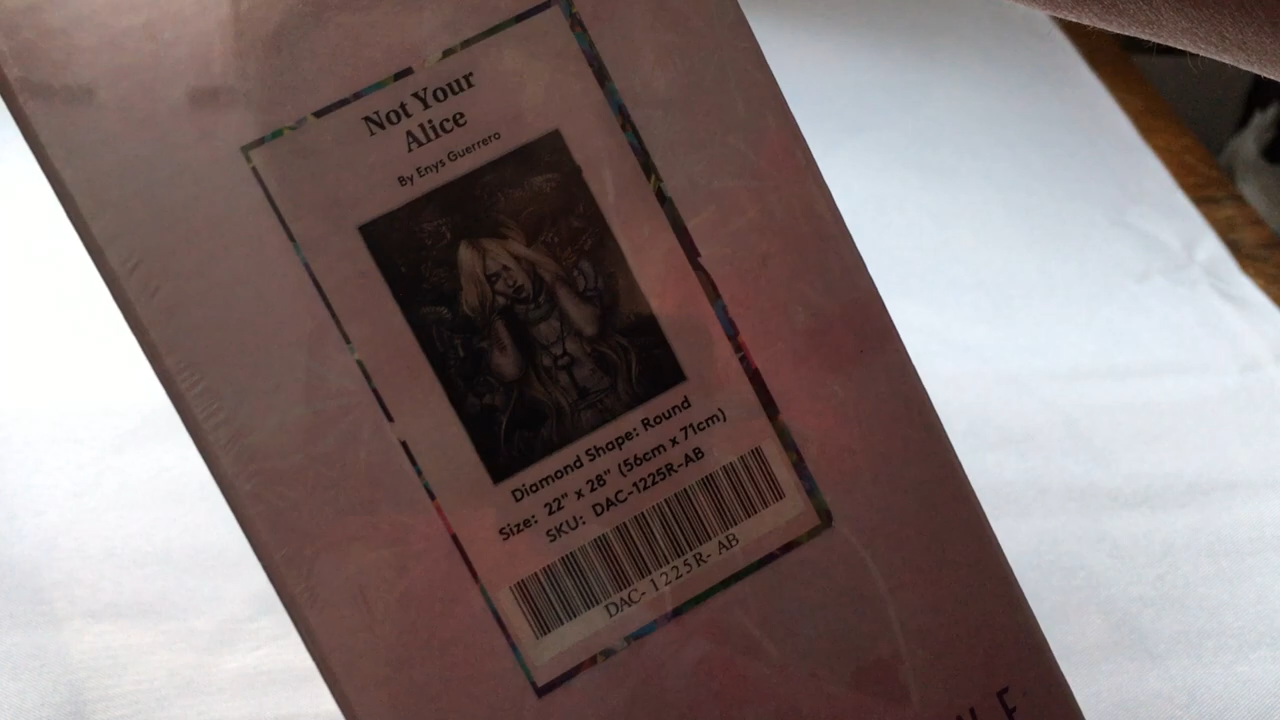 Not Your
Alice
By Enys Guerrero
Diamond Shape: Round
Size: 22" x 28" (56cm x 71cm)
SKU: DAC-1225R-AB
DAC- 1225R- AB